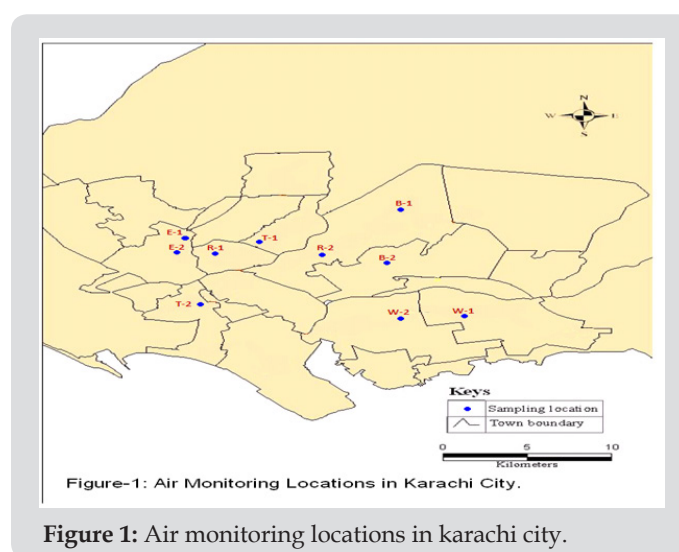 N
W E
S
B-1
E-1
T-1
E-2 R-1 R-2
B-2
T-2
W-2 W-1
Keys
Sampling location
Town boundary
0 5 10
Kilometers
Figure-1: Air Monitoring Locations in Karachi City.
Figure 1: Air monitoring locations in karachi city.